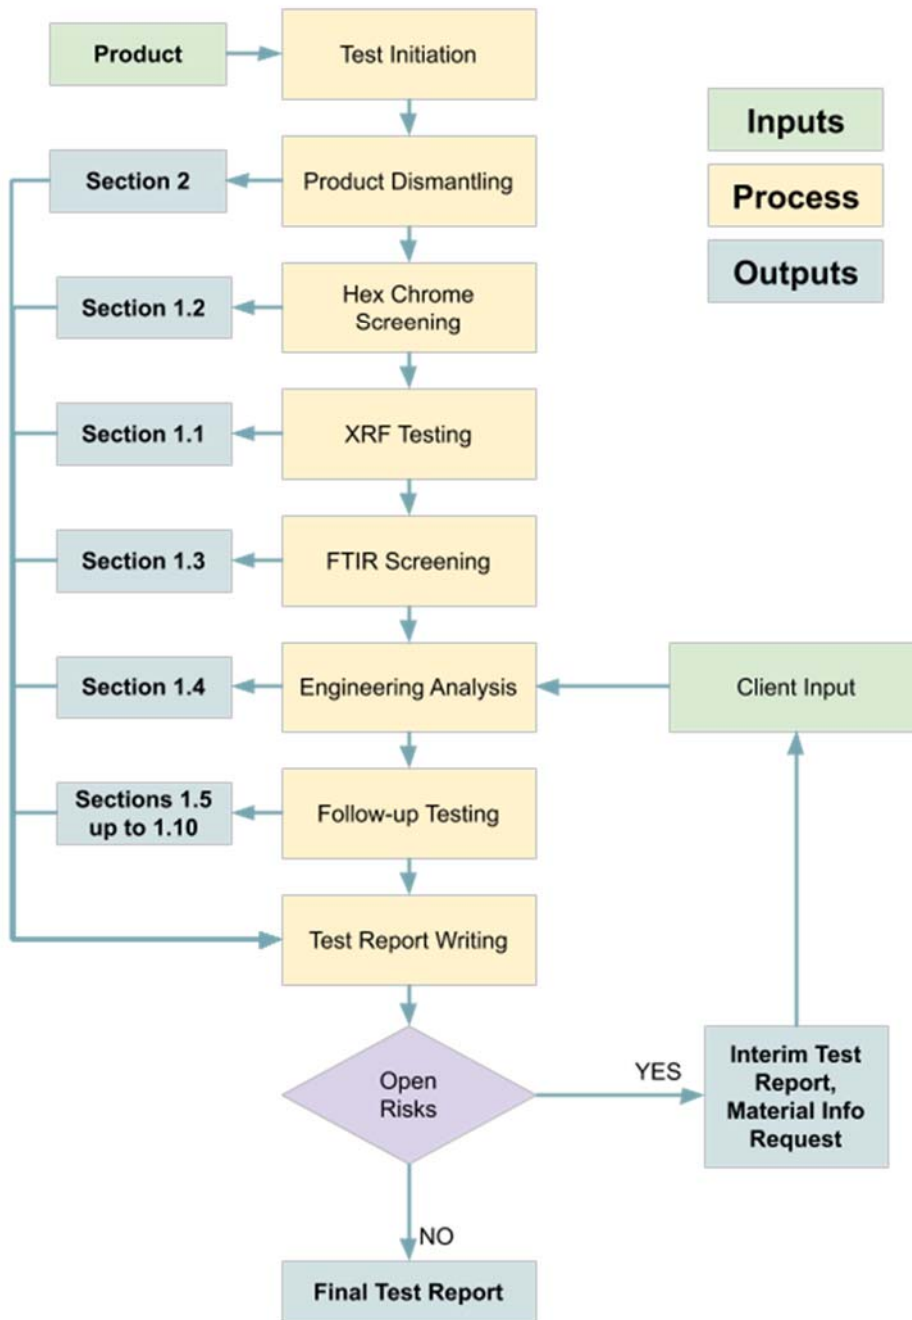 Product
Test Initiation
Inputs
Section 2
Product Dismantling
Process
Outputs
Section 1.2
Hex Chrome
Screening
Section 1.1
XRF Testing
Section 1.3
FTIR Screening
Section 1.4
Engineering Analysis
Client Input
Sections 1.5
up to 1.10
Follow-up Testing
Test Report Writing
Open
Risks
YES
Interim Test
Report,
Material Info
Request
NO
Final Test Report